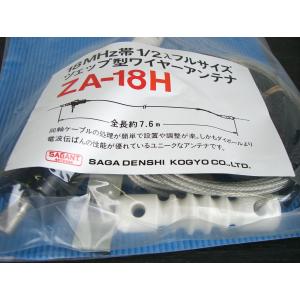 18MHz帯1/2λフルサイズ
ツェップ型ワイヤーアンテナ
ZA-18H
全長約7.6m
同軸ケーブルの処理が簡単で設置や調整が楽。しかもダイポールより
電波伝ぱんの性能が優れているユニークなアンテナです。
SAGANT
SAGA DENSHI KOGYO CO.,LTD.